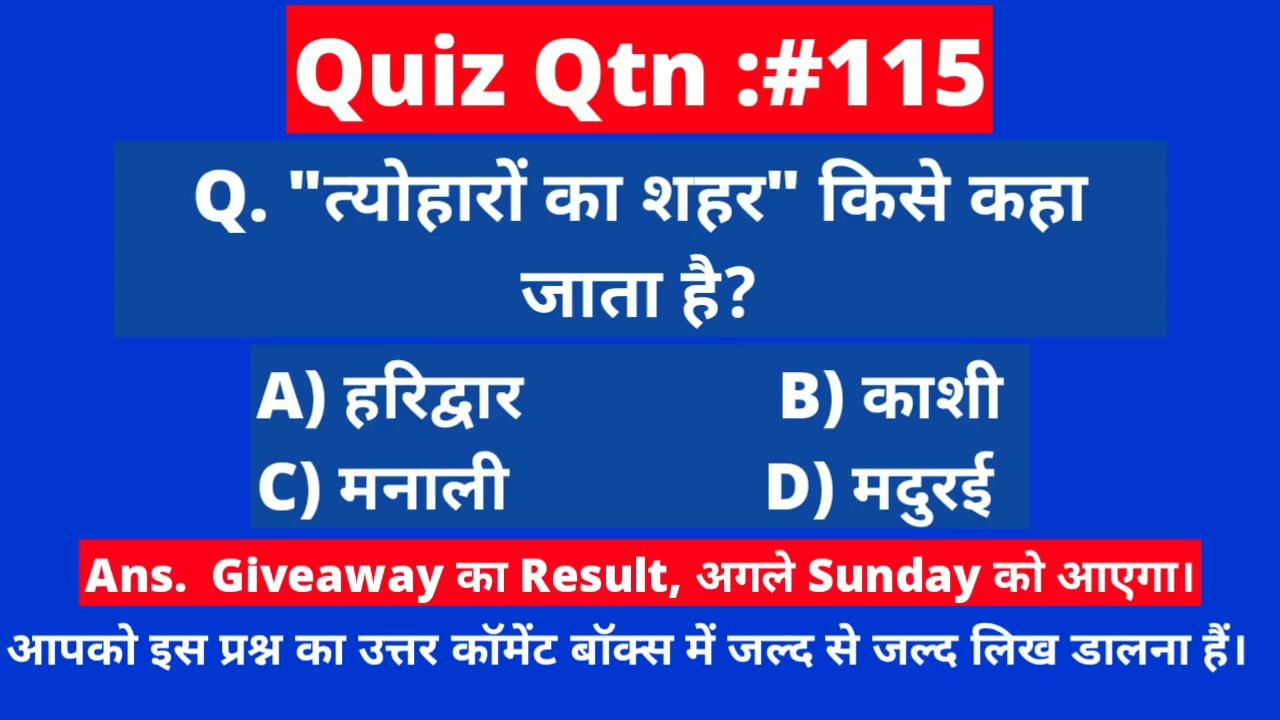 Quiz Qtn :#115
Q. "त्योहारों का शहर" किसे कहा
जाता है?
A) हरिद्वार B) काशी
C) मनाली D) मदुरई
Ans. Giveaway का Result, अगले Sunday को आएगा।
आपको इस प्रश्न का उत्तर कॉमेंट बॉक्स में जल्द से जल्द लिख डालना हैं।